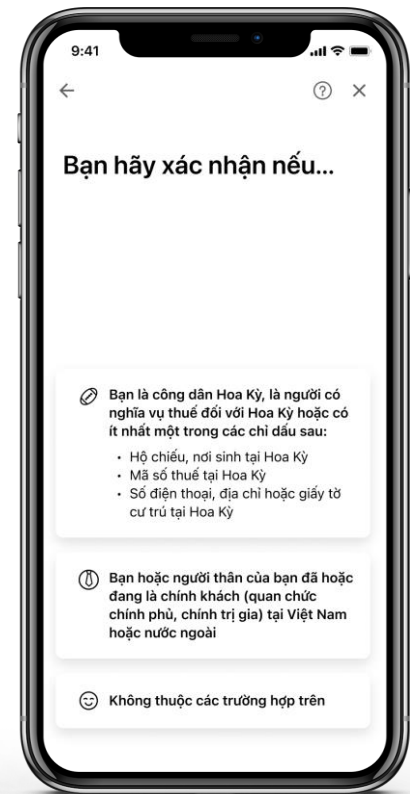 9:41
Bạn hãy xác nhận nếu...
Bạn là công dân Hoa Kỳ, là người có
nghĩa vụ thuế đối với Hoa Kỳ hoặc có
ít nhất một trong các chỉ dấu sau:
• Hộ chiếu, nơi sinh tại Hoa Kỳ
• Mã số thuế tại Hoa Kỳ
• Số điện thoại, địa chỉ hoặc giấy tờ
cư trú tại Hoa Kỳ
Bạn hoặc người thân của bạn đã hoặc
đang là chính khách (quan chức
chính phủ, chính trị gia) tại Việt Nam
hoặc nước ngoài
Không thuộc các trường hợp trên